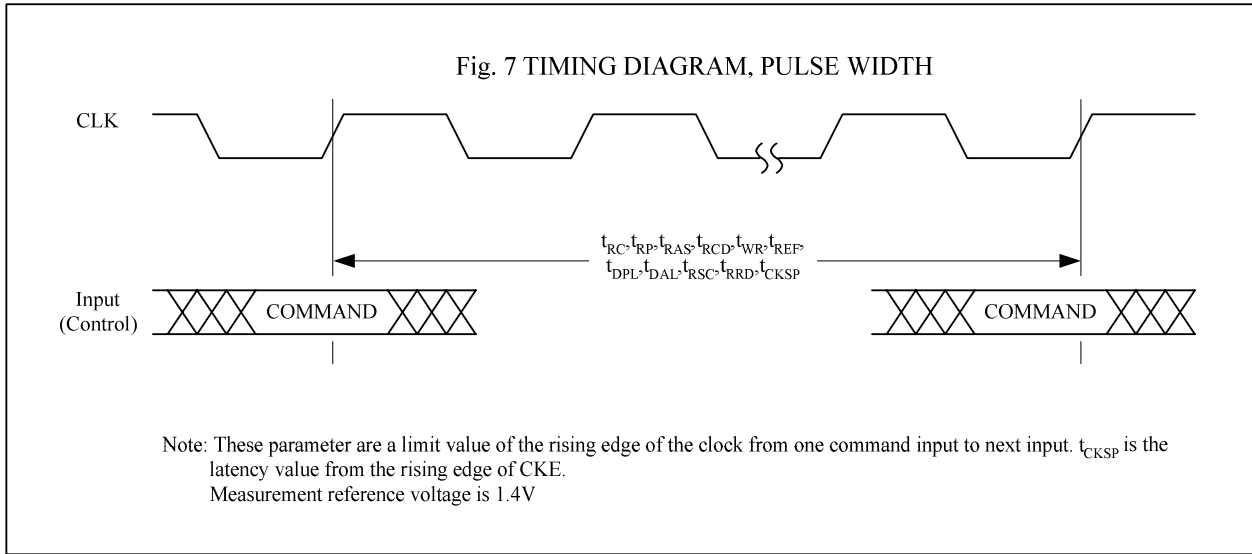 Fig. 7 TIMING DIAGRAM, PULSE WIDTH
CLK
tRC,tRP,tRAS,tRCD,tWR,tREF,
tDPL,tDAL,tRSC,tRRD,tCKSP
Input
(Control)
COMMAND
COMMAND
Note: These parameter are a limit value of the rising edge of the clock from one command input to next input. tCKSP is the
latency value from the rising edge of CKE.
Measurement reference voltage is 1.4V